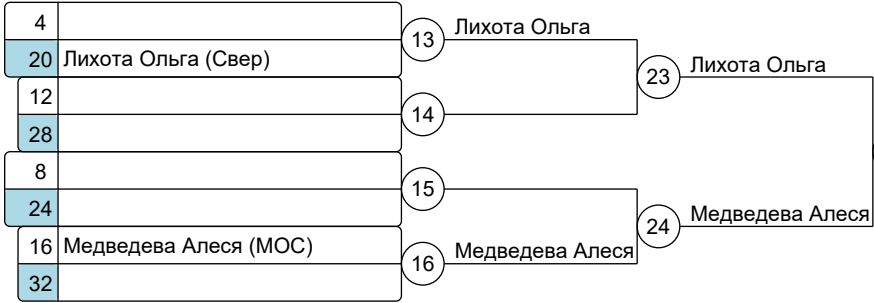 4
13 Лихота Ольга
20 Лихота Ольга (Свер)
23 Лихота Ольга
12
14
28
8
15
24
24 Медведева Алеся
16 Медведева Алеся (МОС)
16 Медведева Алеся
32